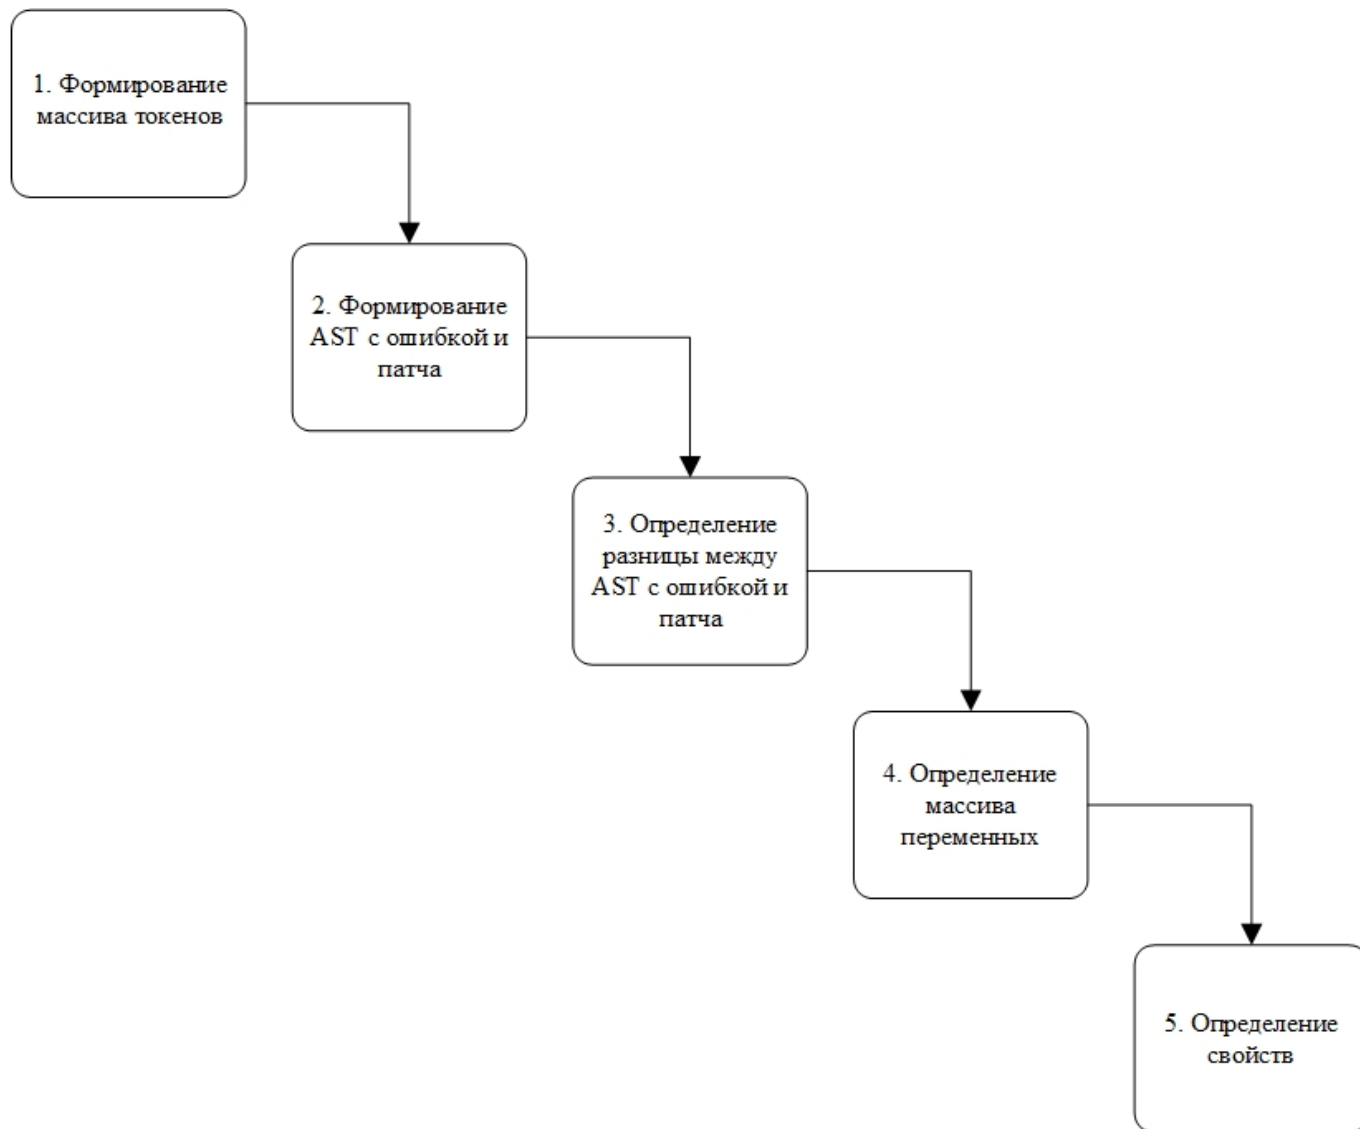 1. Формирование
массива токенов
2. Формирование
AST с ошибкой и
патча
3. Определение
разницы между
AST с ошибкой и
патча
4. Определение
массива
переменных
5. Определение
свойств